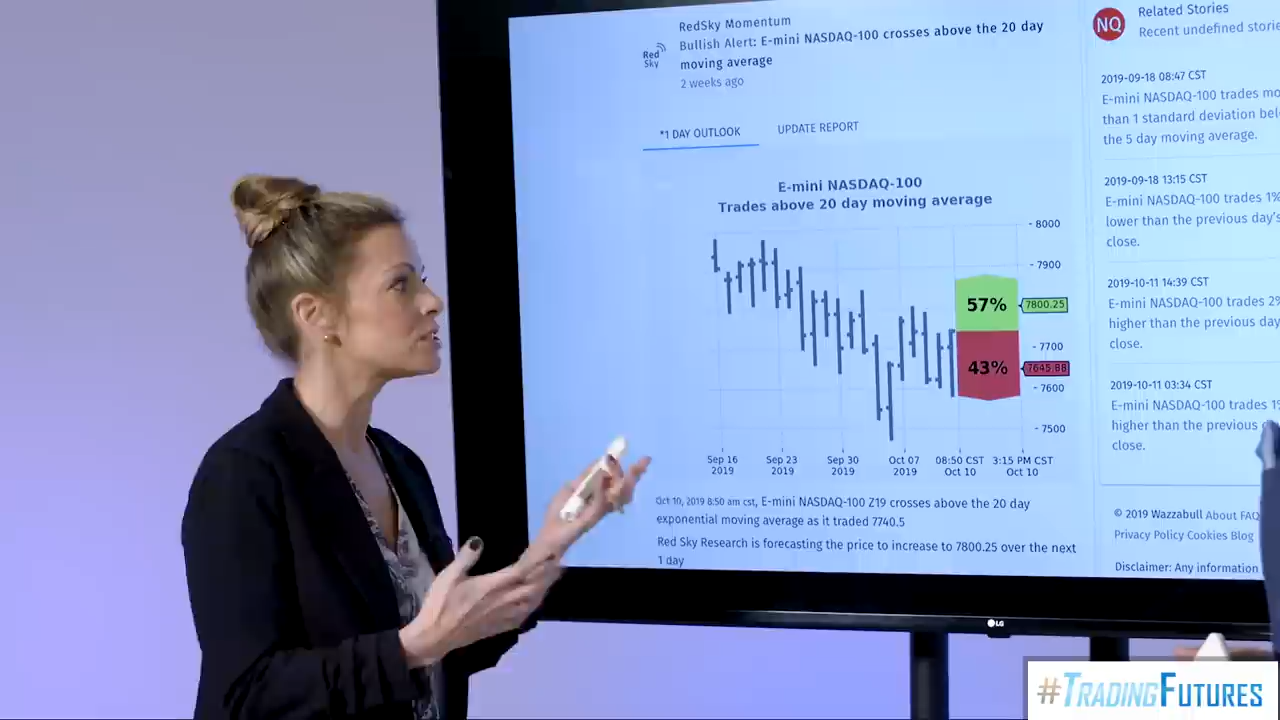 RedSky Momentum
Bullish Alert: E-mini NASDAQ-100 crosses above the 20 day
moving average
2 weeks ago
Red
Sky
*1 DAY OUTLOOK
UPDATE REPORT
E-mini NASDAQ-100
Trades above 20 day moving average
- 8000
- 7900
57%
7800.25
- 7700
43%
7645.88
- 7600
- 7500
Sep 16
2019
Sep 23
2019
Sep 30
2019
Oct 07
2019
08:50 CST
Oct 10
3:15 PM CST
Oct 10
Oct 10, 2019 8:50 am cst, E-mini NASDAQ-100 Z19 crosses above the 20 day
exponential moving average as it traded 7740.5
Red Sky Research is forecasting the price to increase to 7800.25 over the next
1 day
NQ
Related Stories
Recent undefined
2019-09-18 08:47 CST
E-mini NASDAQ-100 trades
than 1 standard deviation
the 5 day moving average.
2019-09-18 13:15 CST
E-mini NASDAQ-100 trades 1%
lower than the previous day's
close.
2019-10-11 14:39 CST
E-mini NASDAQ-100 trades 2%
higher than the previous day
close.
2019-10-11 03:34 CST
E-mini NASDAQ-100 trades
higher than the previous
close.
© 2019 Wazzabull About FAQ
Privacy Policy Cookies Blog
Disclaimer: Any information
LG
#TRADINGFUTURES